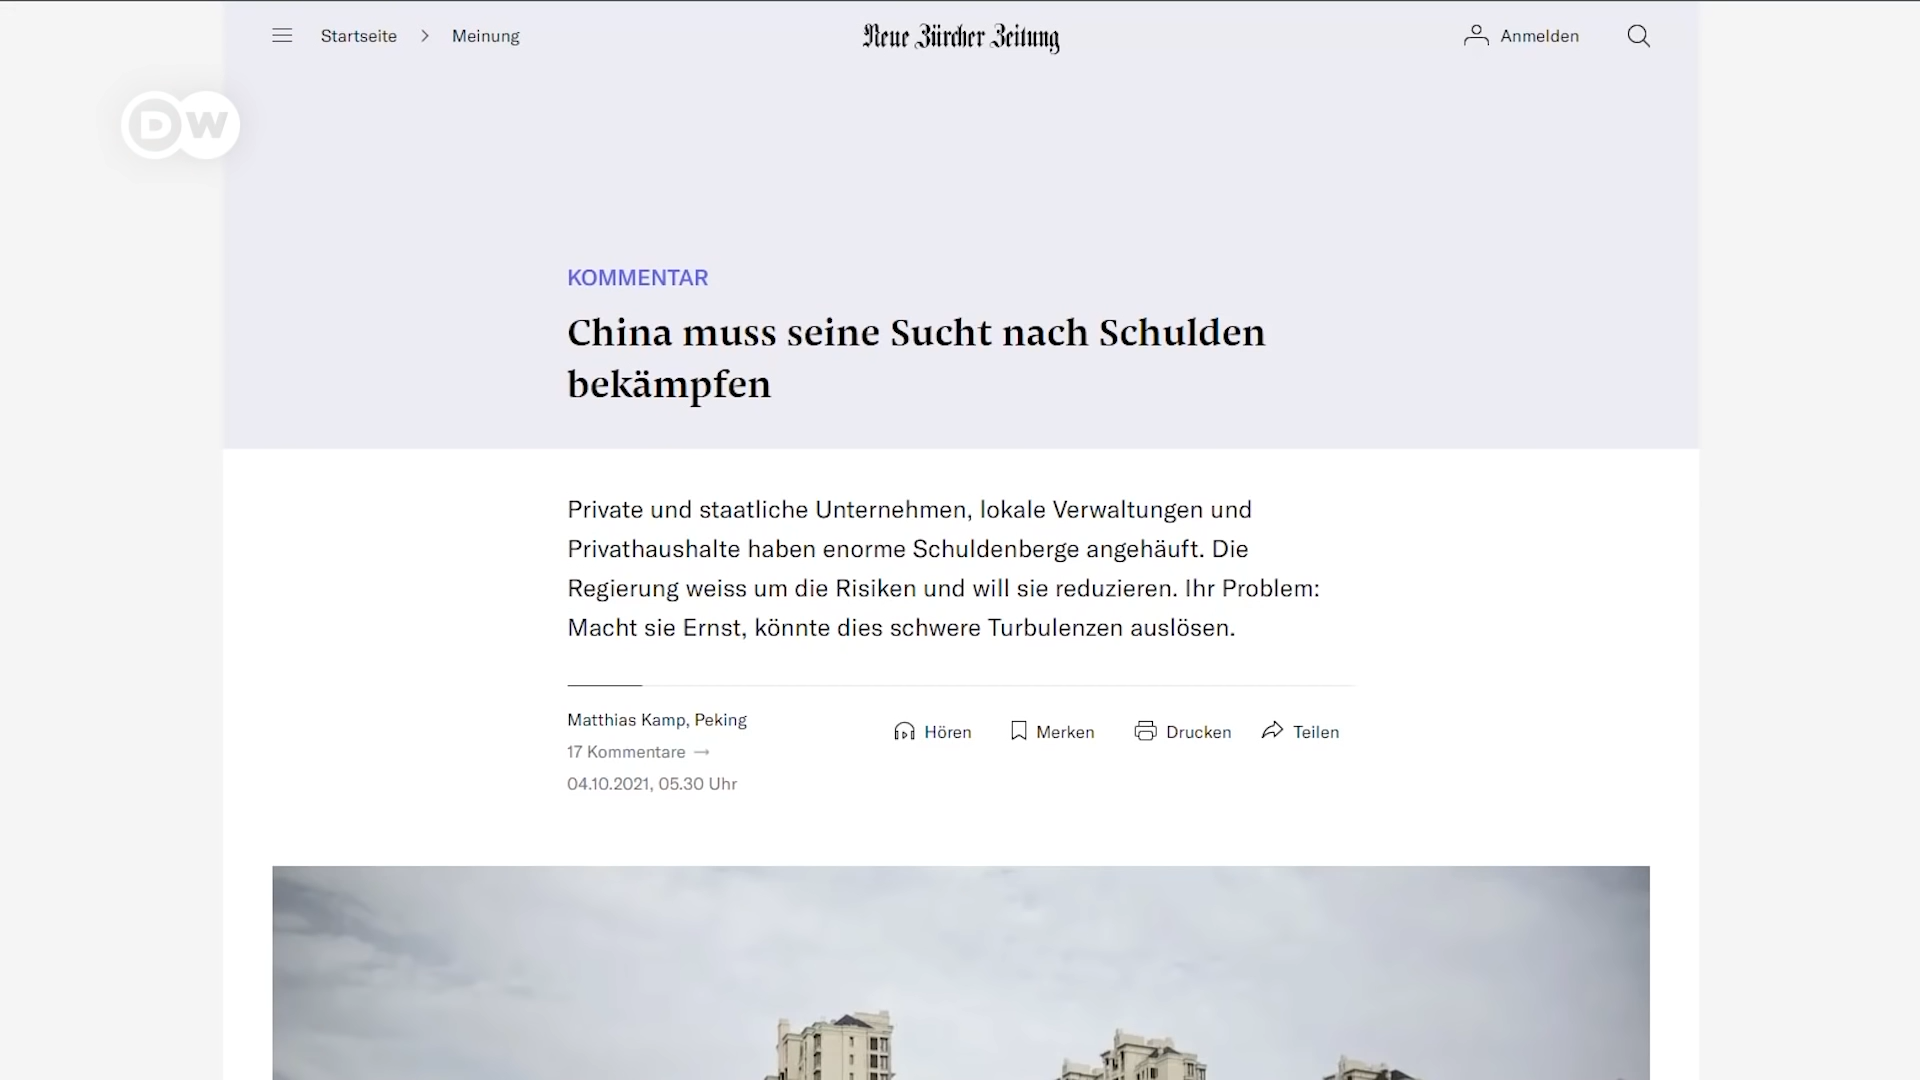 Startseite > Meinung
Neue Zürcher Zeitung
Anmelden
DW
KOMMENTAR
China muss seine Sucht nach Schulden
bekämpfen
Private und staatliche Unternehmen, lokale Verwaltungen und
Privathaushalte haben enorme Schuldenberge angehäuft. Die
Regierung weiss um die Risiken und will sie reduzieren. Ihr Problem:
Macht sie Ernst, könnte dies schwere Turbulenzen auslösen.
Matthias Kamp, Peking
17 Kommentare →
04.10.2021, 05.30 Uhr
Hören
Merken
Drucken
Teilen